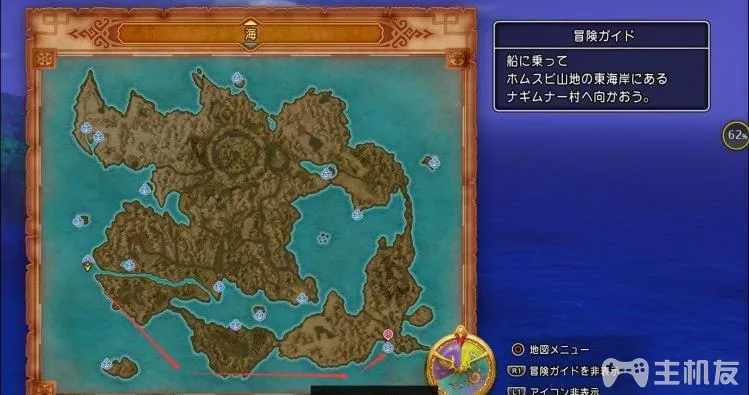 海
冒険ガイド
船に乗って
ホムスビ山地の東海岸にある
ナギムナー村へ向かおう。
62%
地図メニュー
R1 冒険ガイドを非表示
L1 アイコン非表示
主机友